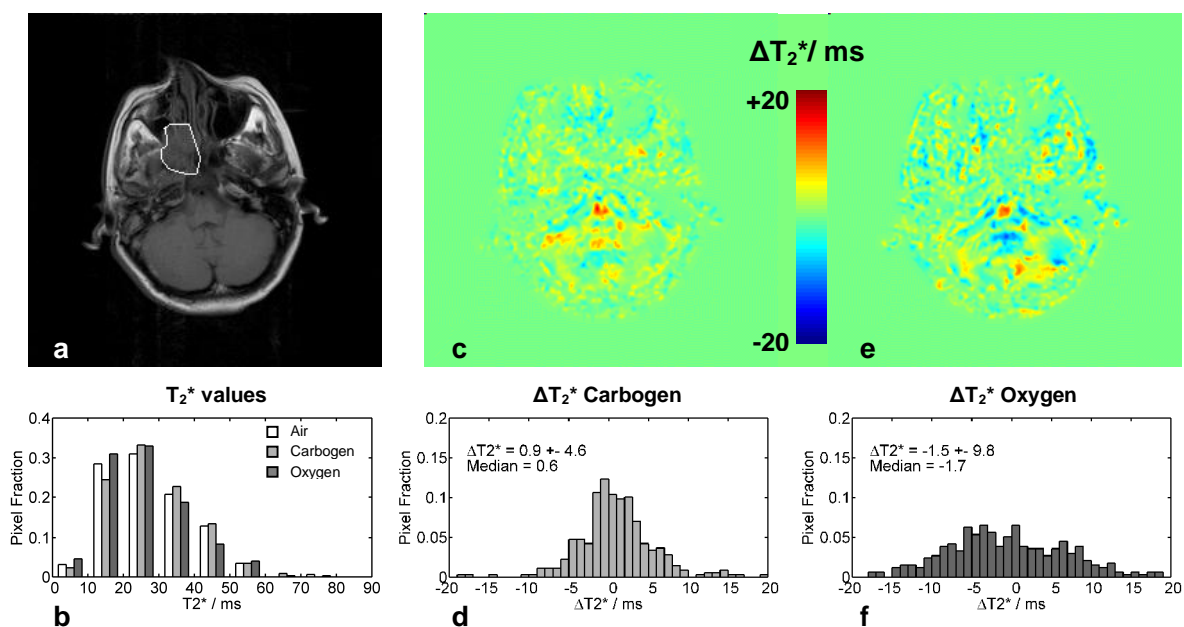 ΔT₂*/ ms
+20
-20
a
c
e
T₂* values
0.4
0.3
0.2
0.1
0
Pixel Fraction
Air
Carbogen
Oxygen
10 20 30 40 50 60 70 80 90
T2* / ms
b
ΔT₂* Carbogen
0.2
0.15
0.1
0.05
0
Pixel Fraction
ΔT2* = 0.9 +- 4.6
Median = 0.6
-20 -15 -10 -5 0 5 10 15 20
ΔT2* / ms
d
ΔT₂* Oxygen
0.2
0.15
0.1
0.05
0
Pixel Fraction
ΔT2* = -1.5 +- 9.8
Median = -1.7
-20 -15 -10 -5 0 5 10 15 20
ΔT2* / ms
f